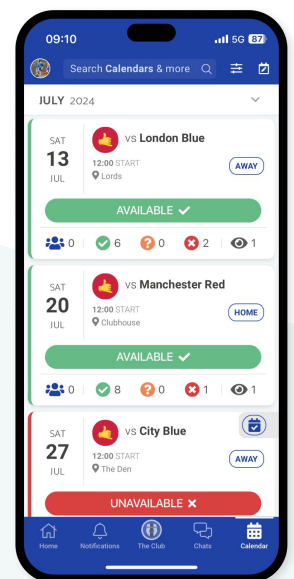 09:10 5G 87
Search Calendars & more
JULY 2024
SAT
13
JUL
vs London Blue
12:00 START
Lords
AWAY
AVAILABLE
0 6 0 2 1
SAT
20
JUL
vs Manchester Red
12:00 START
Clubhouse
HOME
AVAILABLE
0 8 0 1 1
SAT
27
JUL
vs City Blue
12:00 START
The Den
AWAY
UNAVAILABLE
Home Notifications The Club Chats Calendar